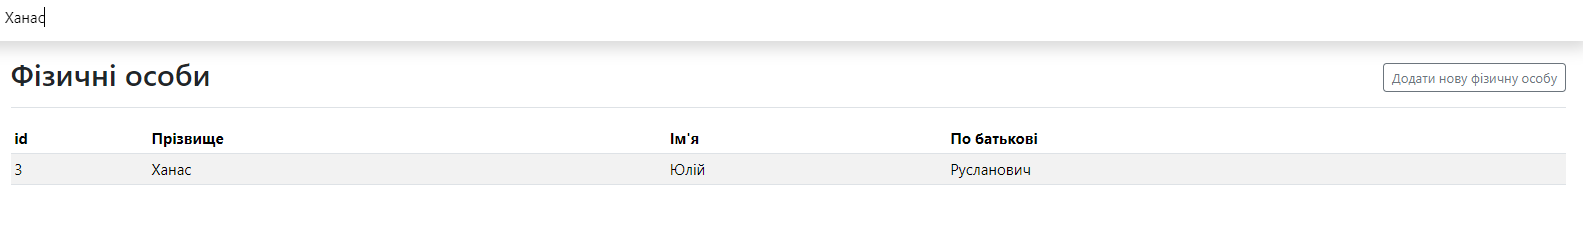 Ханас
Фізичні особи
Додати нову фізичну особу
id Прізвище Ім'я По батькові
3 Ханас Юлій Русланович